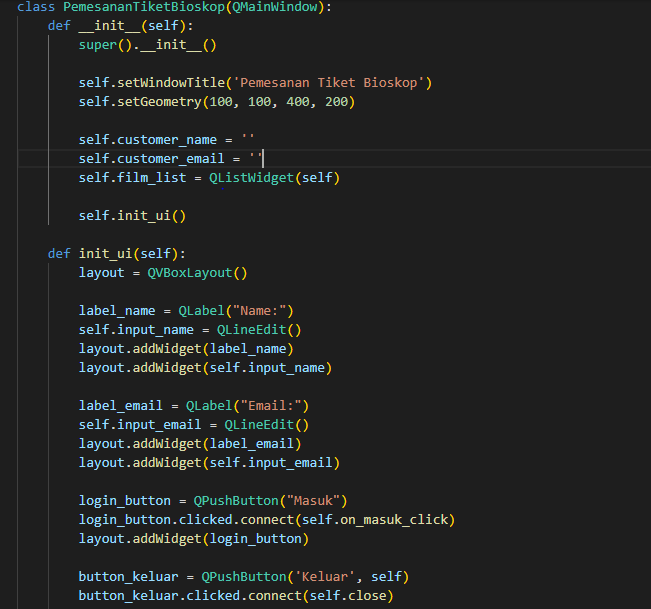 class PemesananTiketBioskop(QMainWindow):
def __init__(self):
super().__init__()
self.setWindowTitle('Pemesanan Tiket Bioskop')
self.setGeometry(100, 100, 400, 200)
self.customer_name = ''
self.customer_email = ''
self.film_list = QListWidget(self)
self.init_ui()
def init_ui(self):
layout = QVBoxLayout()
label_name = QLabel("Name:")
self.input_name = QLineEdit()
layout.addWidget(label_name)
layout.addWidget(self.input_name)
label_email = QLabel("Email:")
self.input_email = QLineEdit()
layout.addWidget(label_email)
layout.addWidget(self.input_email)
login_button = QPushButton("Masuk")
login_button.clicked.connect(self.on_masuk_click)
layout.addWidget(login_button)
button_keluar = QPushButton('Keluar', self)
button_keluar.clicked.connect(self.close)